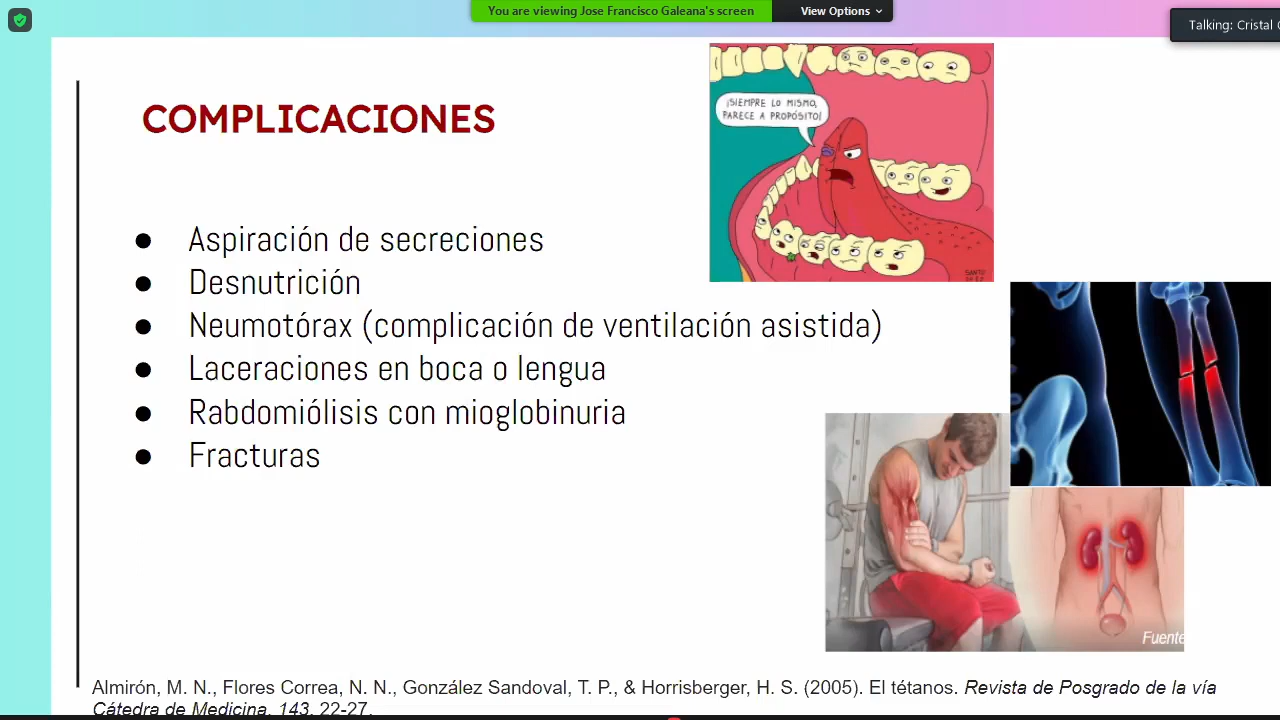 You are viewing Jose Francisco Galeana's screen
View Options
Talking: Cristal
COMPLICACIONES
¡SIEMPRE LO MISMO,
PARECE A PROPÓSITO!
● Aspiración de secreciones
● Desnutrición
● Neumotórax (complicación de ventilación asistida)
● Laceraciones en boca o lengua
● Rabdomiólisis con mioglobinuria
● Fracturas
Fuente
Almirón, M. N., Flores Correa, N. N., González Sandoval, T. P., & Horrisberger, H. S. (2005). El tétanos. Revista de Posgrado de la vía
Cátedra de Medicina, 143, 22-27.